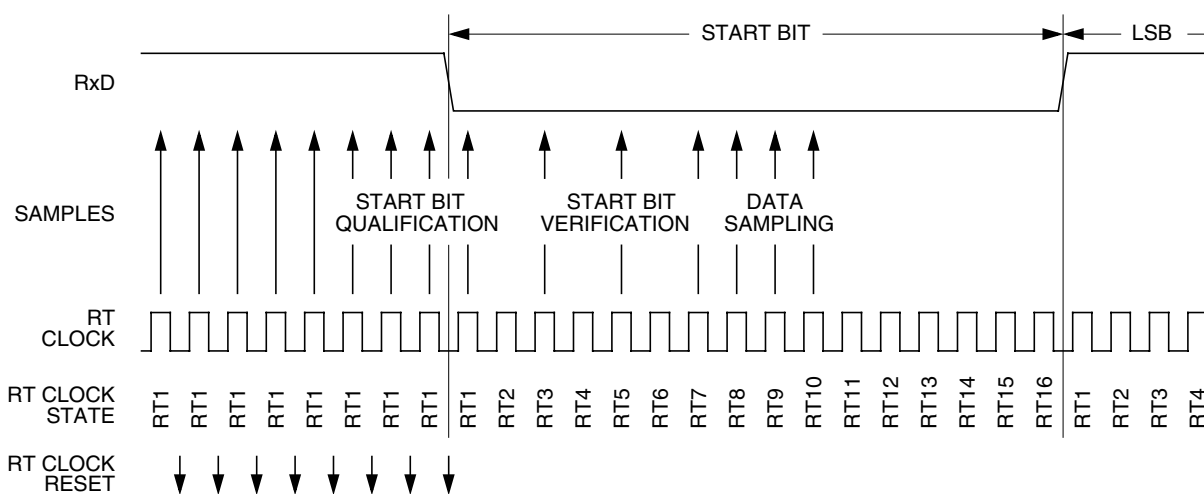 START BIT
LSB
RxD
SAMPLES
START BIT
QUALIFICATION
START BIT
VERIFICATION
DATA
SAMPLING
RT
CLOCK
RT CLOCK
STATE
RT1 RT1 RT1 RT1 RT1 RT1 RT1 RT1 RT1 RT2 RT3 RT4 RT5 RT6 RT7 RT8 RT9 RT10 RT11 RT12 RT13 RT14 RT15 RT16 RT1 RT2 RT3 RT4
RT CLOCK
RESET